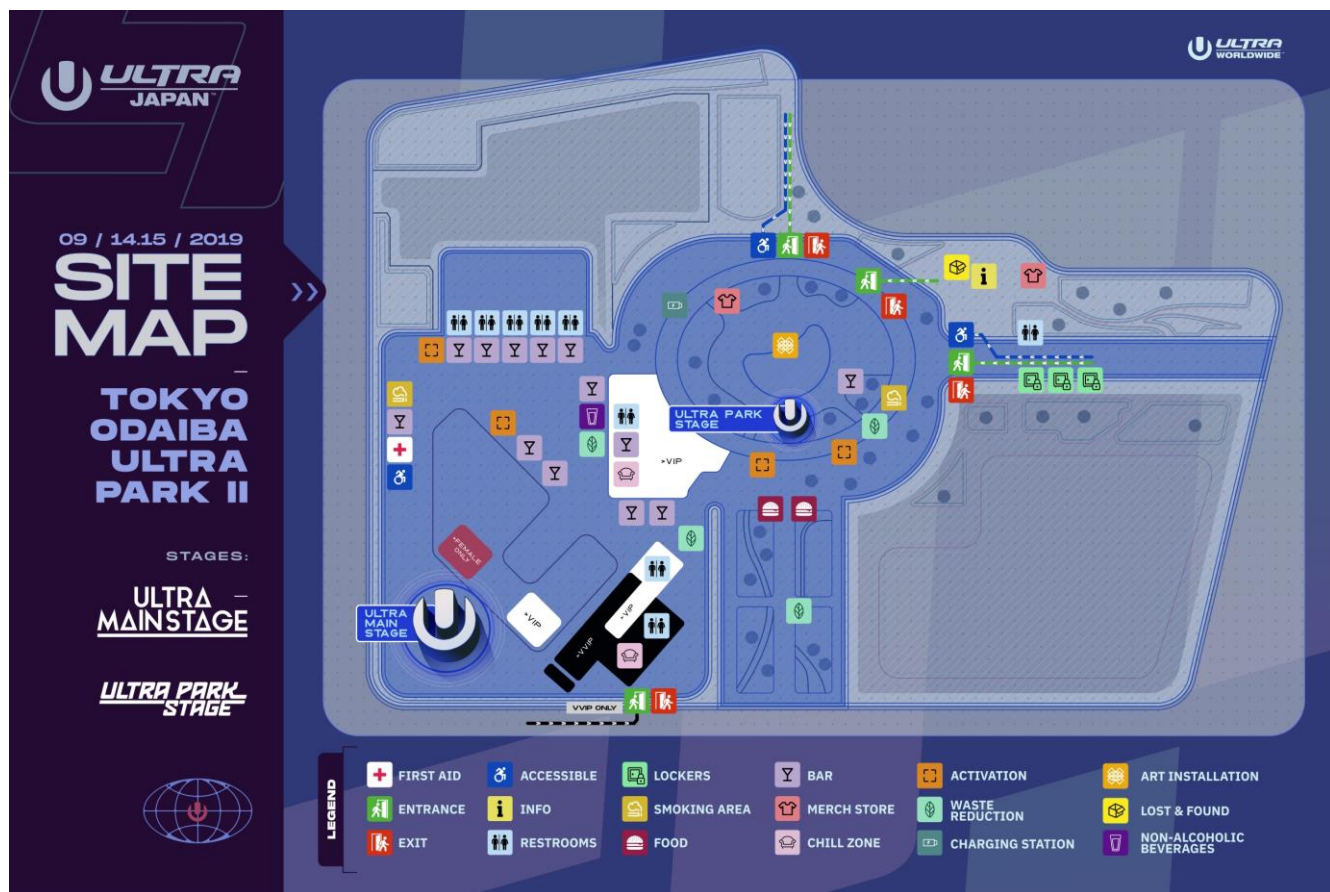 ULTRA
JAPAN™
09 / 14.15 / 2019
SITE
MAP
TOKYO
ODAIBA
ULTRA
PARK II
STAGES:
ULTRA
MAINSTAGE
ULTRA PARK
STAGE
ULTRA
WORLDWIDE
ULTRA PARK
STAGE
>VIP
>FEMALE
ONLY
ULTRA
MAIN
STAGE
>VIP
>VIP
>VVIP
VVIP ONLY
LEGEND
FIRST AID
ENTRANCE
EXIT
ACCESSIBLE
INFO
RESTROOMS
LOCKERS
SMOKING AREA
FOOD
BAR
MERCH STORE
CHILL ZONE
ACTIVATION
WASTE
REDUCTION
CHARGING STATION
ART INSTALLATION
LOST & FOUND
NON-ALCOHOLIC
BEVERAGES